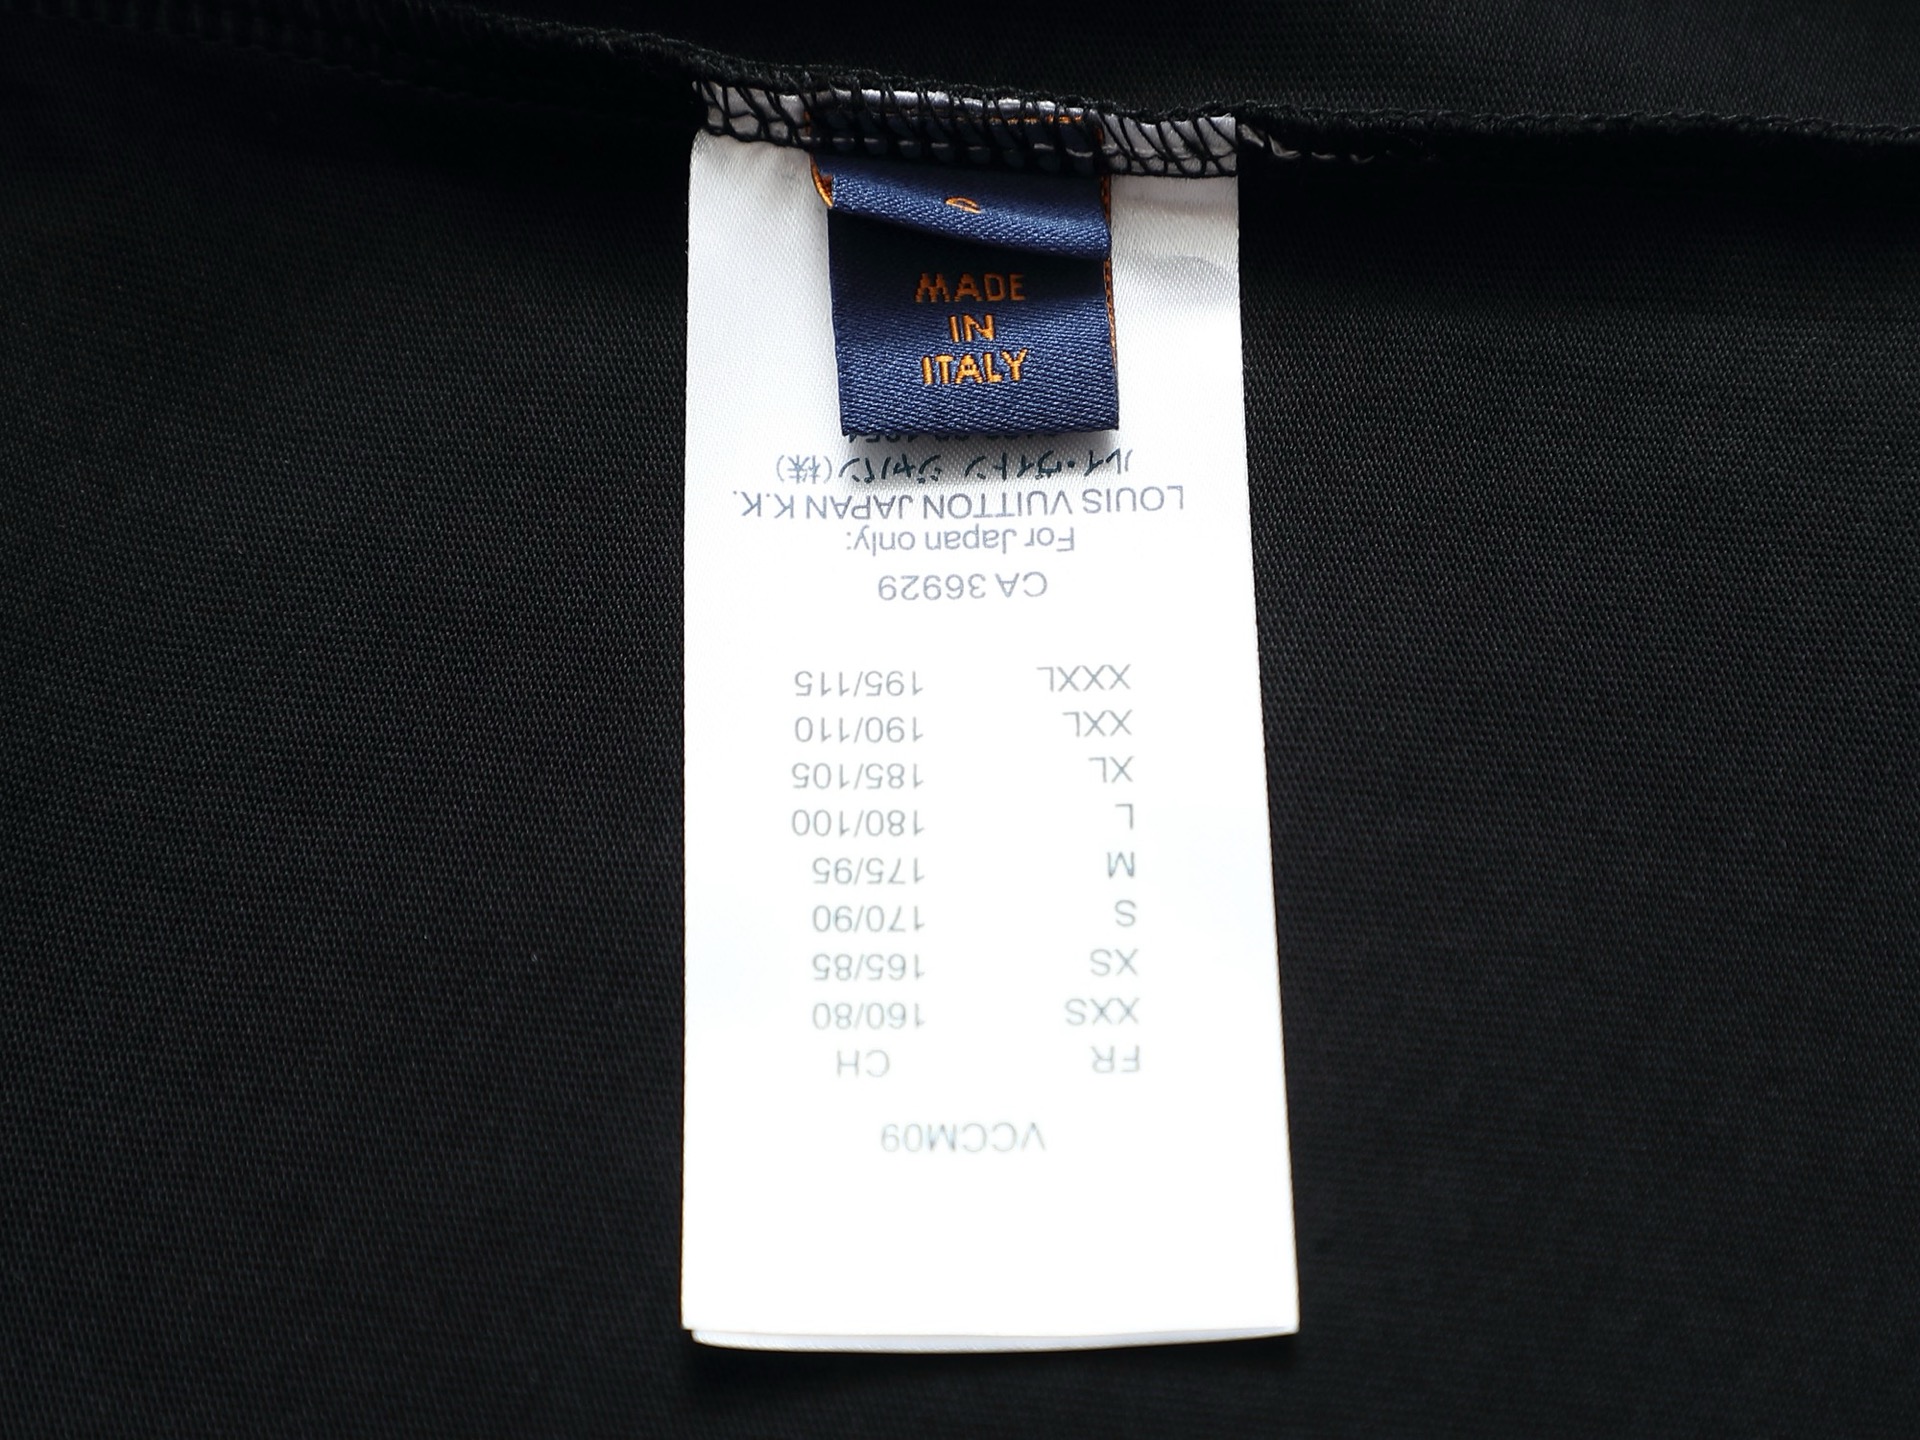 MADE
IN
ITALY
VCCM09
FR CH
XXS 160/80
XS 165/85
S 170/90
M 175/95
L 180/100
XL 185/105
XXL 190/110
XXXL 195/115
CA 36929
For Japan only:
LOUIS VUITTON JAPAN K.K.
ルイ・ヴィトン ジャパン(株)